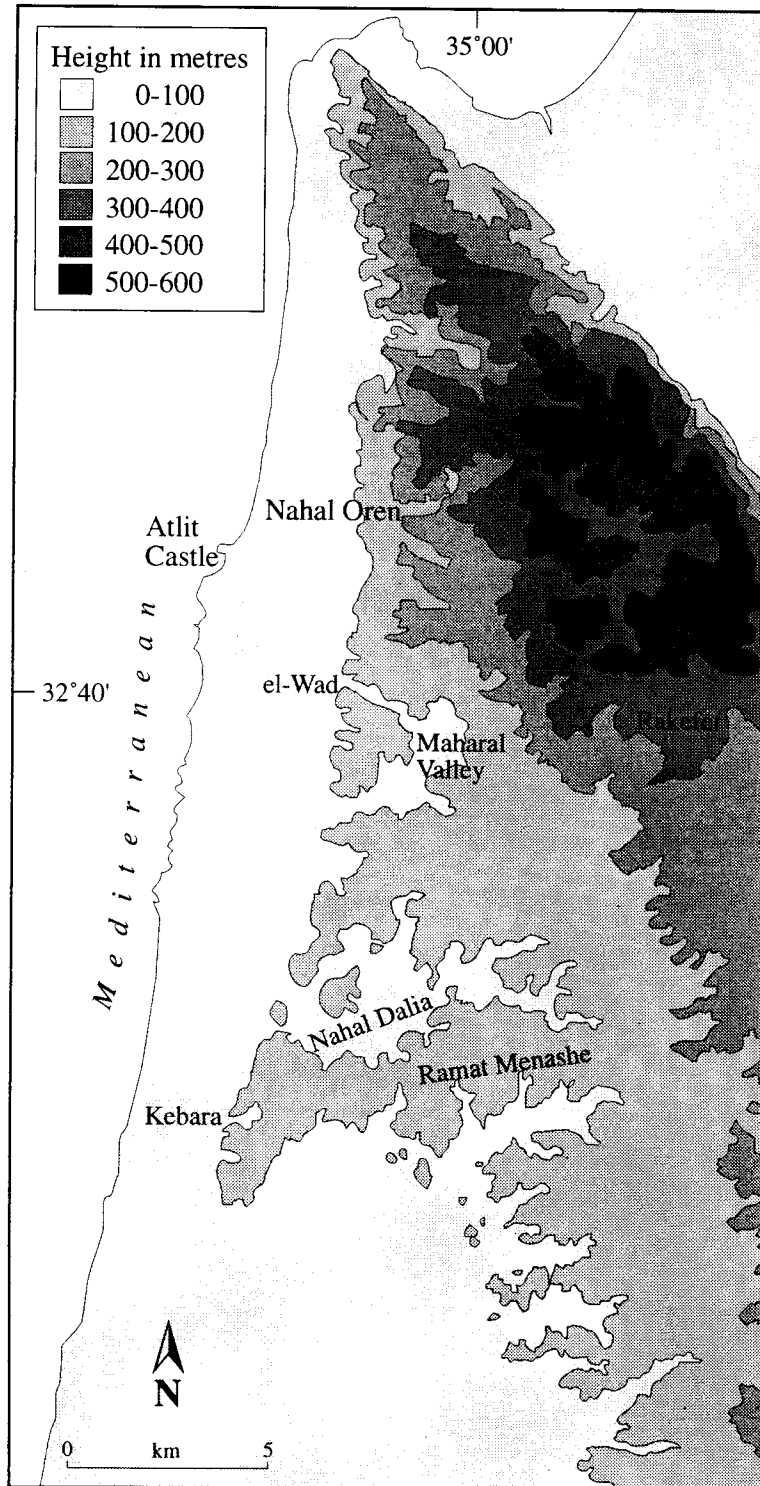 Height in metres
0-100
100-200
200-300
300-400
400-500
500-600
35°00'
Nahal Oren
Atlit
Castle
32°40'
el-Wad
Rakefet
Maharal
Valley
Mediterranean
Nahal Dalia
Ramat Menashe
Kebara
N
0 km 5